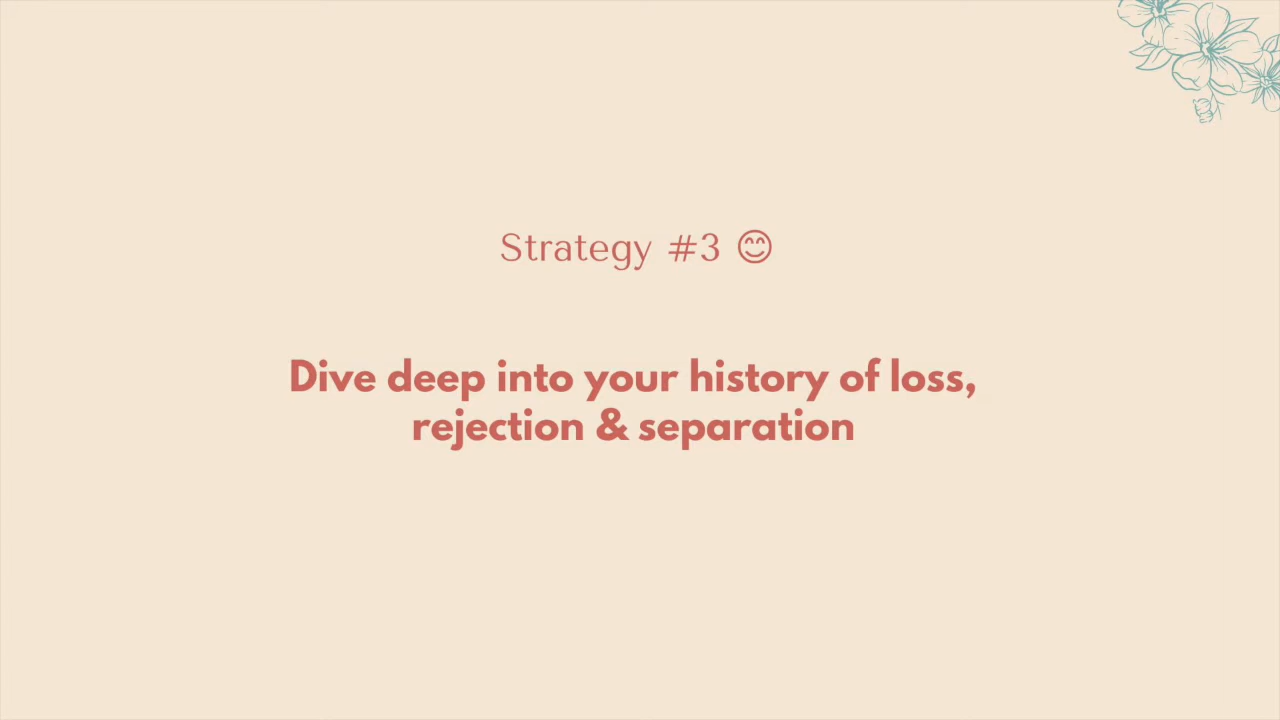 Strategy #3 😊
Dive deep into your history of loss,
rejection & separation